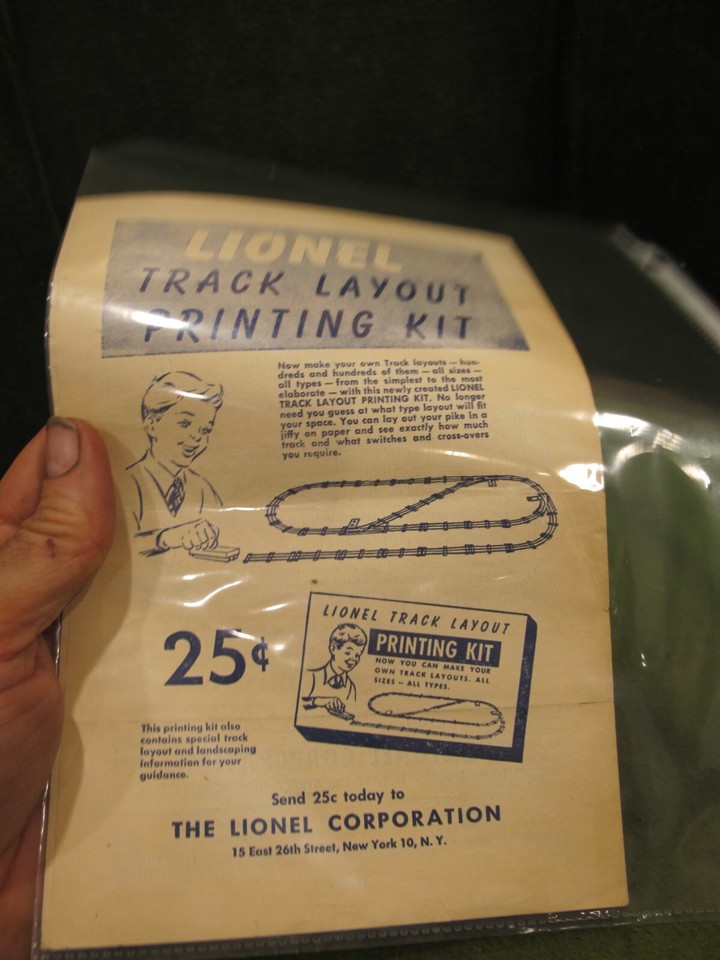 LIONEL
TRACK LAYOUT
PRINTING KIT
Now make your own Track layouts — hun-
dreds and hundreds of them — all sizes —
all types — from the simplest to the most
elaborate — with this newly created LIONEL
TRACK LAYOUT PRINTING KIT. No longer
need you guess at what type layout will fit
your space. You can lay out your pike in a
jiffy on paper and see exactly how much
track and what switches and cross-overs
you require.
25¢
LIONEL TRACK LAYOUT
PRINTING KIT
NOW YOU CAN MAKE YOUR
OWN TRACK LAYOUTS. ALL
SIZES — ALL TYPES.
This printing kit also
contains special track
layout and landscaping
information for your
guidance.
Send 25c today to
THE LIONEL CORPORATION
15 East 26th Street, New York 10, N. Y.